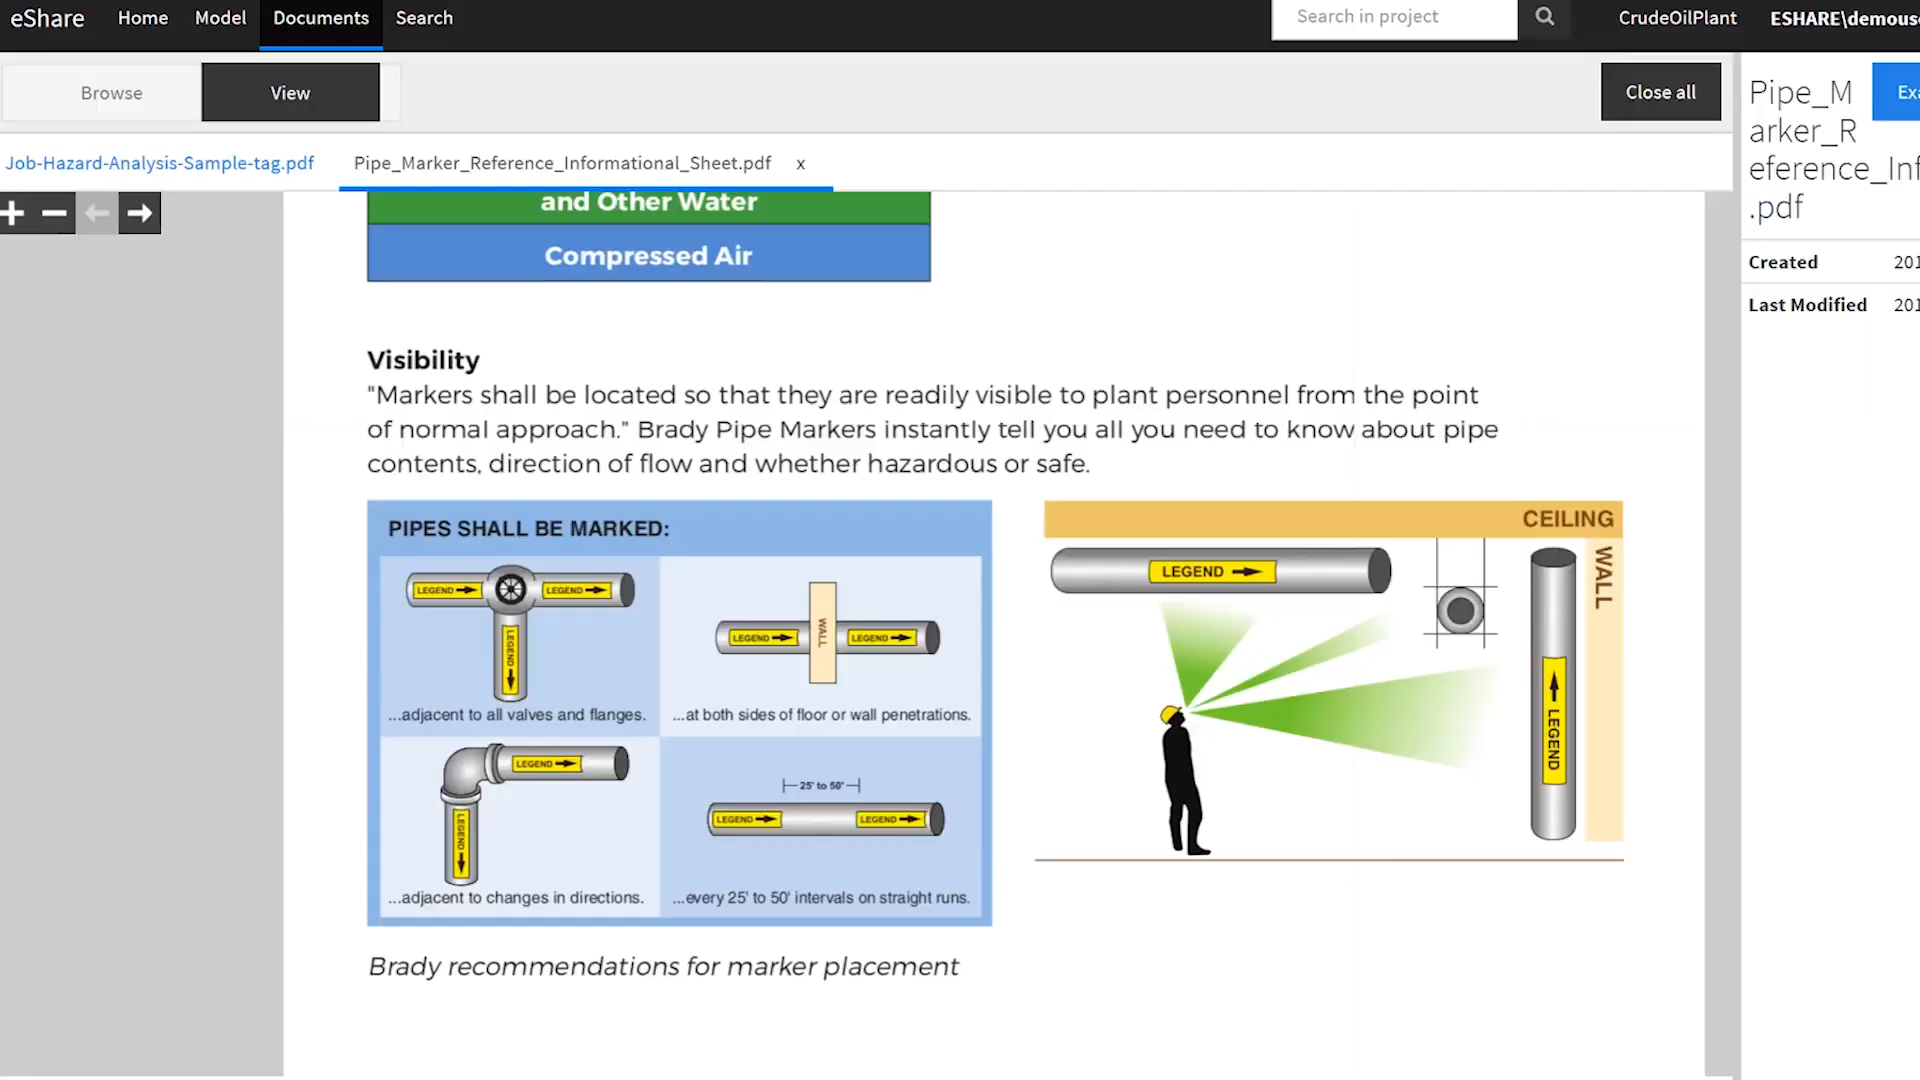 eShare Home Model Documents Search Search in project CrudeOilPlant ESHARE\demous
Browse View Close all
Pipe_M
arker_R
eference_Inf
.pdf
Exa
Job-Hazard-Analysis-Sample-tag.pdf Pipe_Marker_Reference_Informational_Sheet.pdf x
Created 201
Last Modified 201
and Other Water
Compressed Air
Visibility
"Markers shall be located so that they are readily visible to plant personnel from the point
of normal approach." Brady Pipe Markers instantly tell you all you need to know about pipe
contents, direction of flow and whether hazardous or safe.
PIPES SHALL BE MARKED:
LEGEND LEGEND
LEGEND
...adjacent to all valves and flanges.
LEGEND WALL LEGEND
...at both sides of floor or wall penetrations.
LEGEND
LEGEND
...adjacent to changes in directions.
25' to 50'
LEGEND LEGEND
...every 25' to 50' intervals on straight runs.
CEILING
WALL
LEGEND
LEGEND
Brady recommendations for marker placement